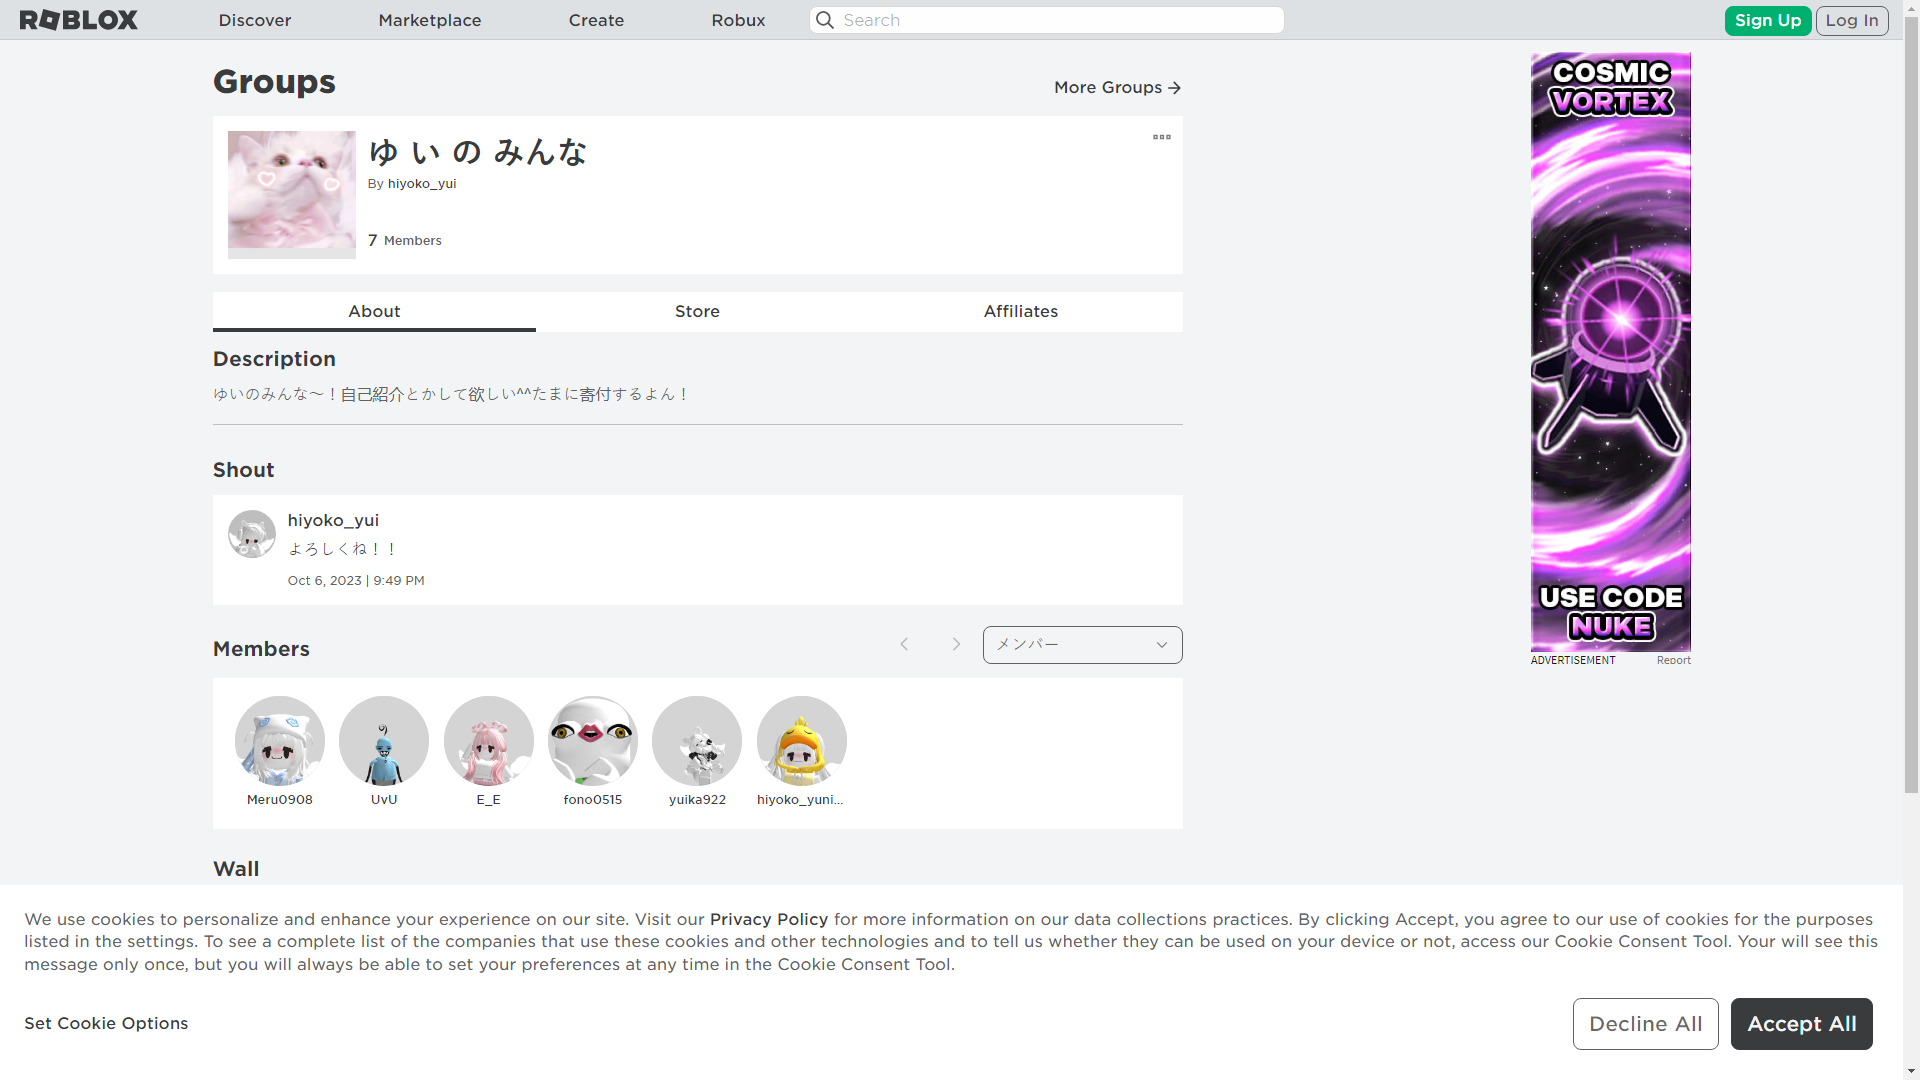 ROBLOX
Discover
Marketplace
Create
Robux
Search
Sign Up
Log In
Groups
More Groups
ゆ い の みんな
By hiyoko_yui
7 Members
About
Store
Affiliates
Description
ゆいのみんな～！自己紹介とかして欲しい^^たまに寄付するよん！
Shout
hiyoko_yui
よろしくね！！
Oct 6, 2023 | 9:49 PM
Members
メンバー
Meru0908
UvU
E_E
fono0515
yuika922
hiyoko_yuni...
Wall
COSMIC
VORTEX
USE CODE
NUKE
ADVERTISEMENT
Report
We use cookies to personalize and enhance your experience on our site. Visit our Privacy Policy for more information on our data collections practices. By clicking Accept, you agree to our use of cookies for the purposes
listed in the settings. To see a complete list of the companies that use these cookies and other technologies and to tell us whether they can be used on your device or not, access our Cookie Consent Tool. Your will see this
message only once, but you will always be able to set your preferences at any time in the Cookie Consent Tool.
Set Cookie Options
Decline All
Accept All